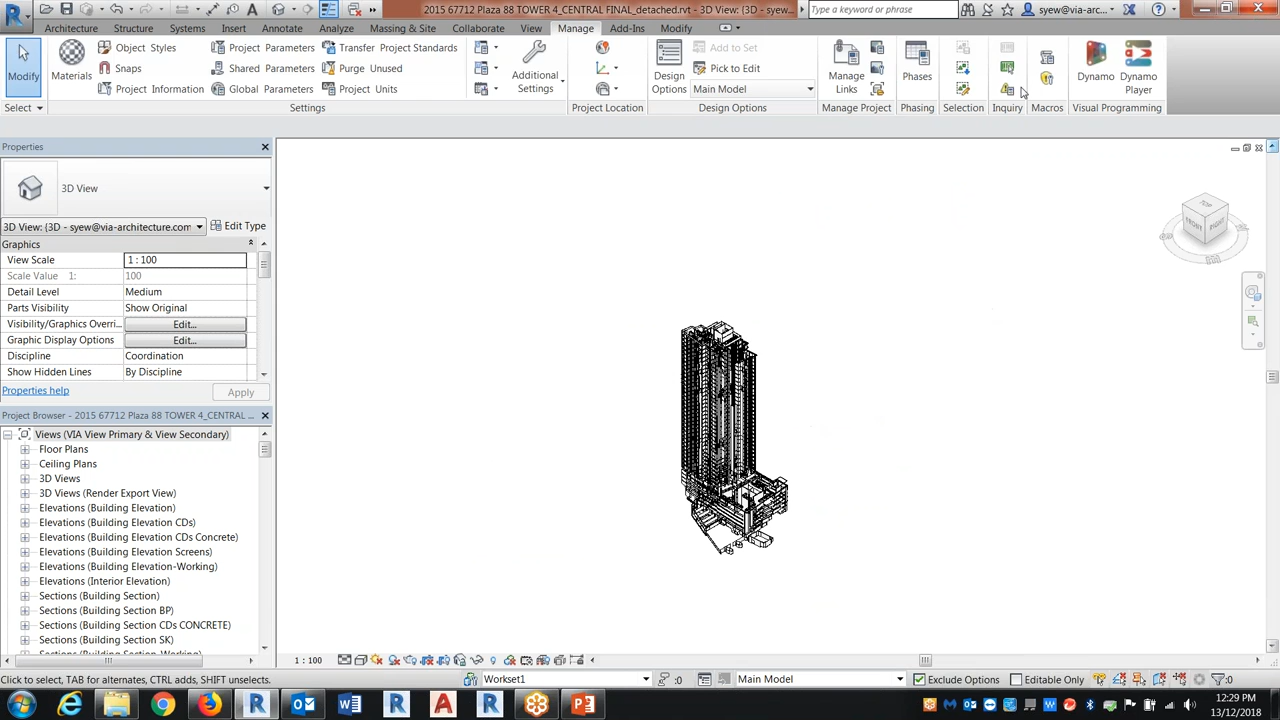 2015 67712 Plaza 88 TOWER 4_CENTRAL FINAL_detached.rvt - 3D View: {3D - syew...
Type a keyword or phrase
syew@via-arc...
Architecture Structure Systems Insert Annotate Analyze Massing & Site Collaborate View Manage Add-Ins Modify
Modify
Materials
Object Styles
Snaps
Project Information
Project Parameters
Shared Parameters
Global Parameters
Transfer Project Standards
Purge Unused
Project Units
Additional Settings
Design Options
Add to Set
Pick to Edit
Main Model
Manage Links
Phases
Dynamo
Dynamo Player
Select
Settings
Project Location
Design Options
Manage Project
Phasing
Selection
Inquiry
Macros
Visual Programming
Properties
3D View
3D View: {3D - syew@via-architecture.com
Edit Type
Graphics
View Scale 1 : 100
Scale Value 1: 100
Detail Level Medium
Parts Visibility Show Original
Visibility/Graphics Overri... Edit...
Graphic Display Options Edit...
Discipline Coordination
Show Hidden Lines By Discipline
Properties help
Apply
Project Browser - 2015 67712 Plaza 88 TOWER 4_CENTRAL ...
Views (VIA View Primary & View Secondary)
Floor Plans
Ceiling Plans
3D Views
3D Views (Render Export View)
Elevations (Building Elevation)
Elevations (Building Elevation CDs)
Elevations (Building Elevation CDs Concrete)
Elevations (Building Elevation Screens)
Elevations (Building Elevation-Working)
Elevations (Interior Elevation)
Sections (Building Section)
Sections (Building Section BP)
Sections (Building Section CDs CONCRETE)
Sections (Building Section SK)
Sections (Building Section-Working)
TOP
FRONT
RIGHT
1 : 100
Click to select, TAB for alternates, CTRL adds, SHIFT unselects.
Workset1
:0
Main Model
Exclude Options
Editable Only
:0
12:29 PM
13/12/2018